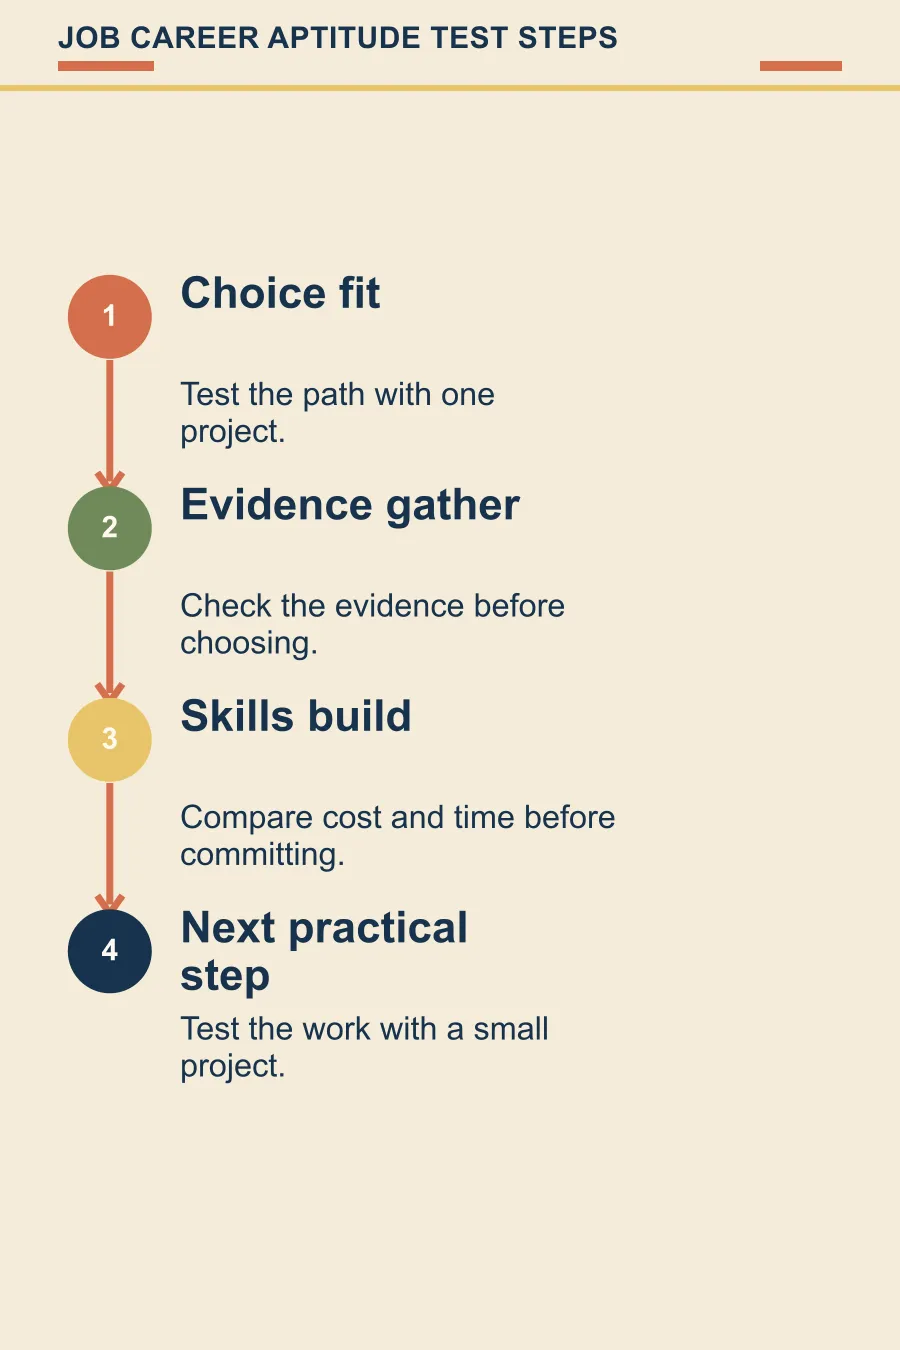 JOB CAREER APTITUDE TEST STEPS
1
Choice fit
Test the path with one
project.
2
Evidence gather
Check the evidence before
choosing.
3
Skills build
Compare cost and time before
committing.
4
Next practical
step
Test the work with a small
project.